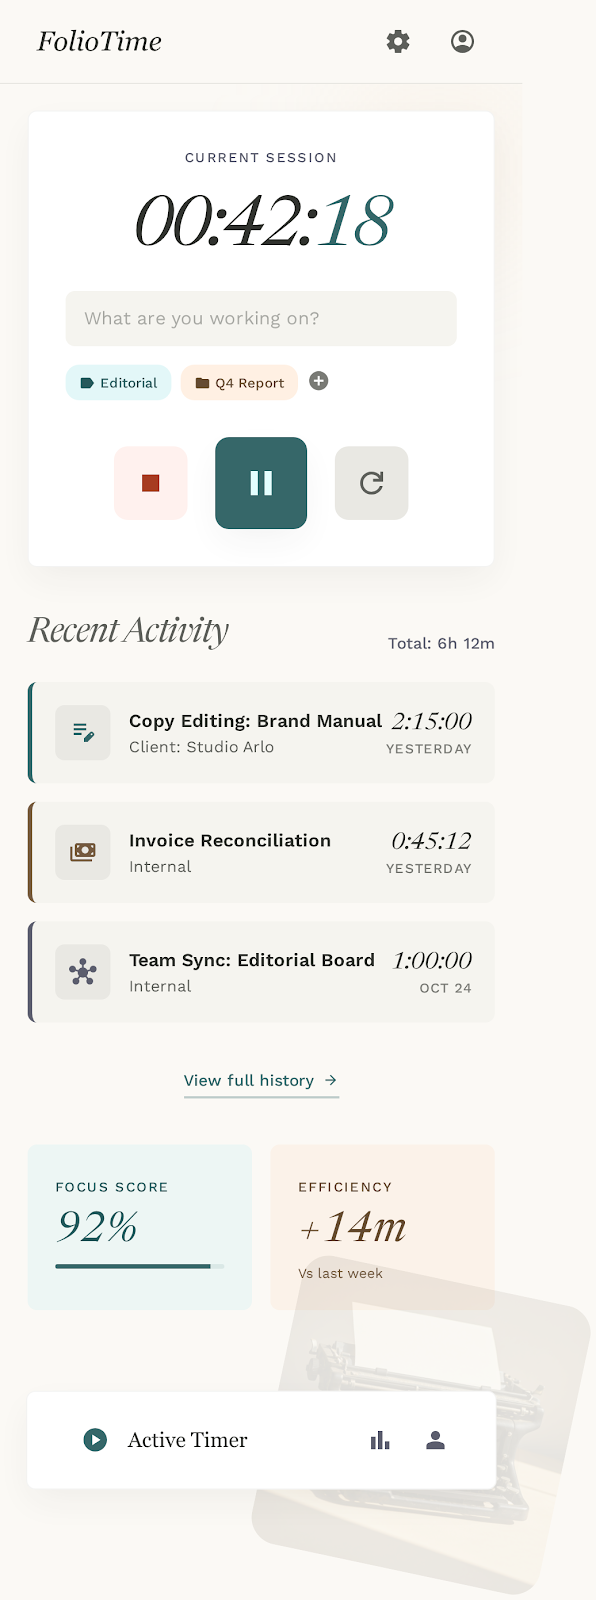 FolioTime
CURRENT SESSION
00:42:18
What are you working on?
Editorial
Q4 Report
Recent Activity
Total: 6h 12m
Copy Editing: Brand Manual
2:15:00
Client: Studio Arlo
YESTERDAY
Invoice Reconciliation
0:45:12
Internal
YESTERDAY
Team Sync: Editorial Board
1:00:00
Internal
OCT 24
View full history →
FOCUS SCORE
92%
EFFICIENCY
+14m
Vs last week
Active Timer